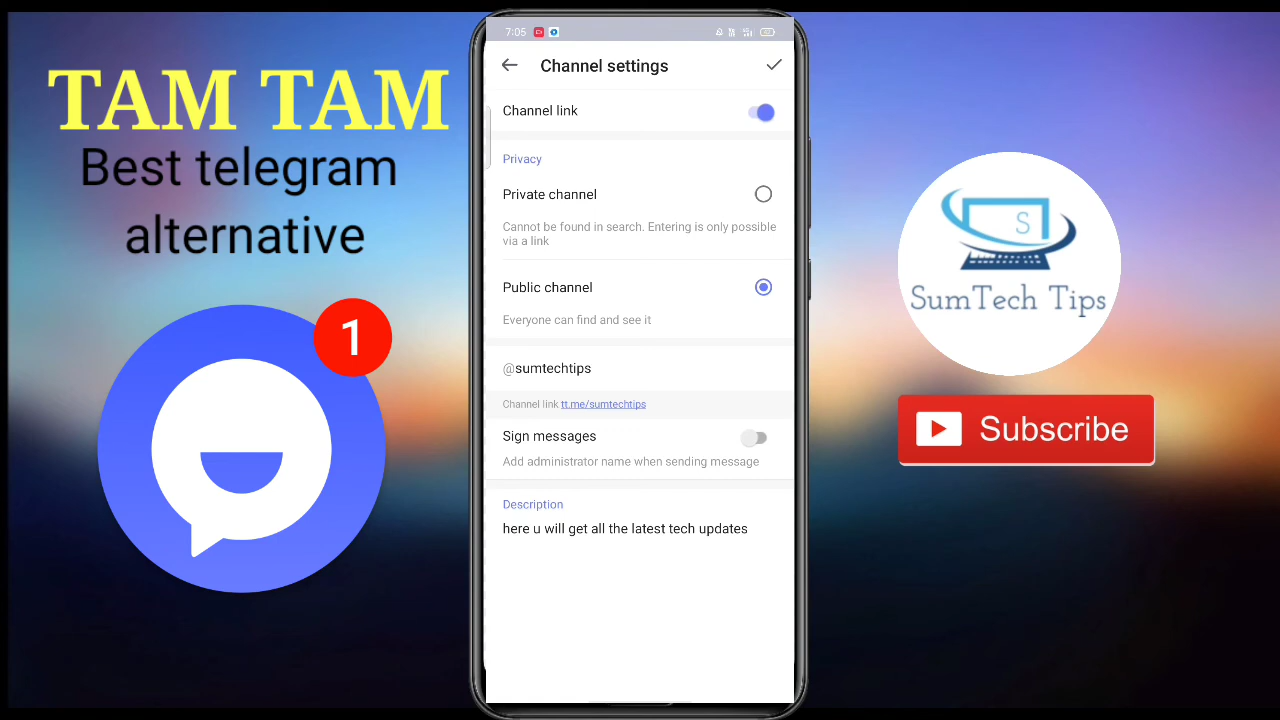 TAM TAM
Best telegram
alternative
1
7:05
Channel settings
Channel link
Privacy
Private channel
Cannot be found in search. Entering is only possible
via a link
Public channel
Everyone can find and see it
@sumtechtips
Channel link tt.me/sumtechtips
Sign messages
Add administrator name when sending message
Description
here u will get all the latest tech updates
S
SumTech Tips
Subscribe